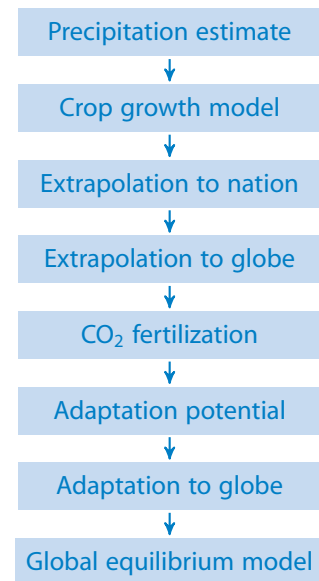 Precipitation estimate
Crop growth model
Extrapolation to nation
Extrapolation to globe
CO₂ fertilization
Adaptation potential
Adaptation to globe
Global equilibrium model